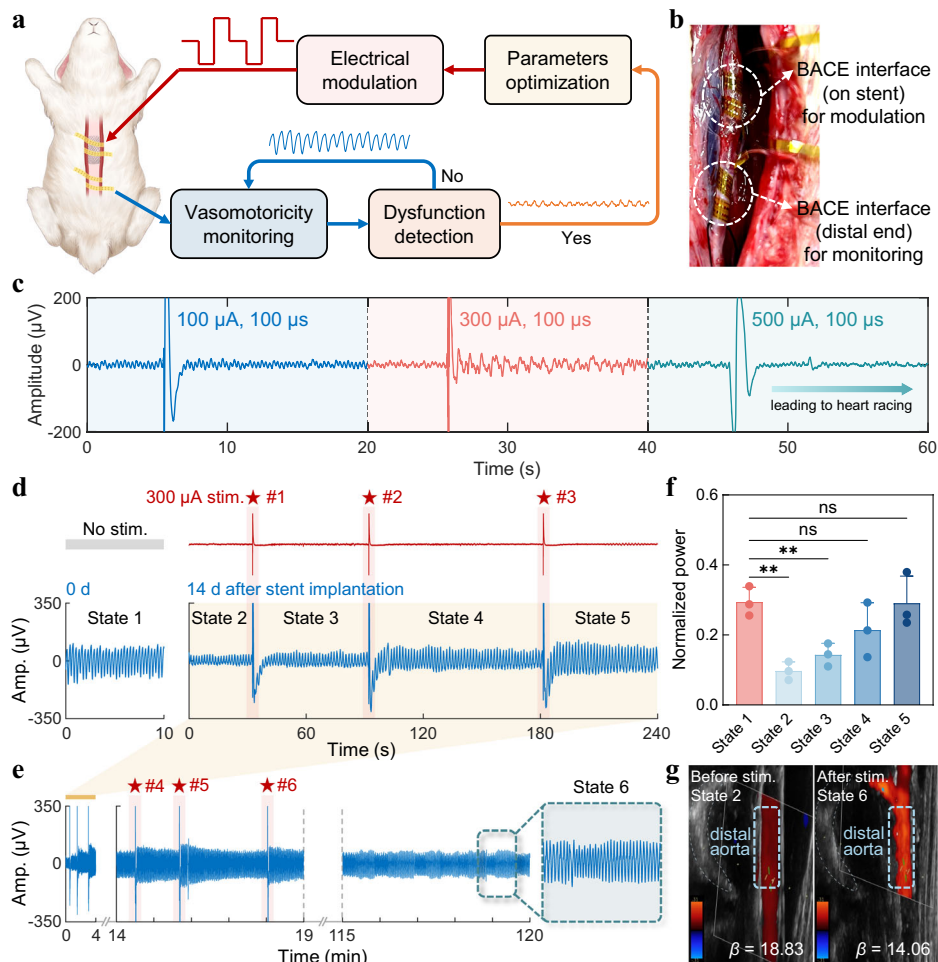 a
Electrical
modulation
Parameters
optimization
No
Vasomotoricity
monitoring
Dysfunction
detection
Yes
b
BACE interface
(on stent)
for modulation
BACE interface
(distal end)
for monitoring
c
Amplitude (µV)
200
0
-200
100 µA, 100 µs
300 µA, 100 µs
500 µA, 100 µs
leading to heart racing
0 10 20 30 40 50 60
Time (s)
d
300 µA stim. ★ #1 ★ #2 ★ #3
No stim.
0 d
14 d after stent implantation
Amp. (µV)
350
-350
State 1
State 2
State 3
State 4
State 5
0 10
0 60 120 180 240
Time (s)
e
★ #4 ★ #5 ★ #6
State 6
Amp. (µV)
350
0
-350
0 4 14 19 115 120
Time (min)
f
Normalized power
0.6
0.4
0.2
0.0
ns
ns
**
**
State 1
State 2
State 3
State 4
State 5
g
Before stim.
State 2
distal
aorta
β = 18.83
After stim.
State 6
distal
aorta
β = 14.06